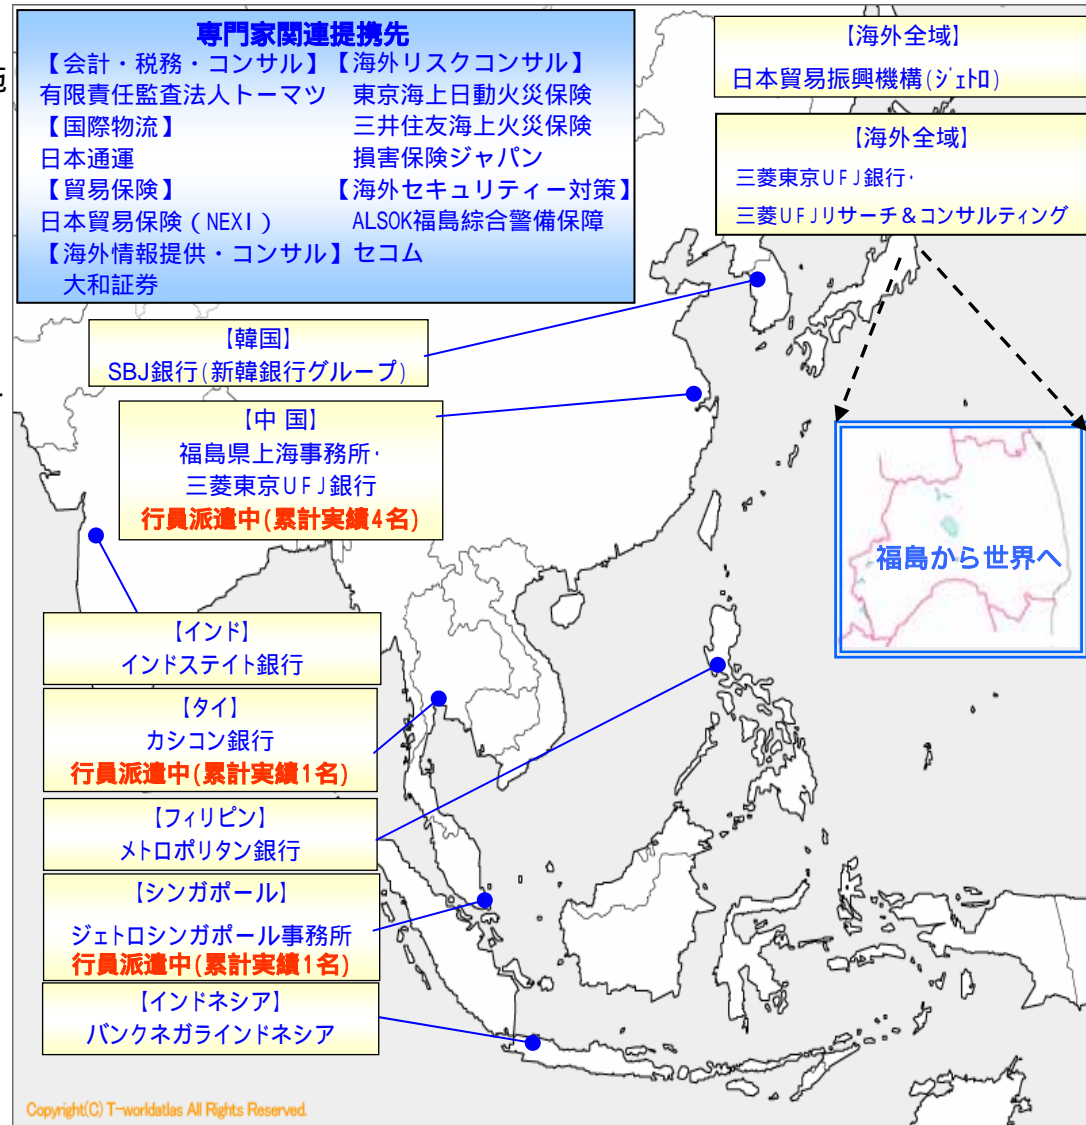 専門家関連提携先
【会計・税務・コンサル】【海外リスクコンサル】
有限責任監査法人トーマツ 東京海上日動火災保険
【国際物流】 三井住友海上火災保険
日本通運 損害保険ジャパン
【貿易保険】 【海外セキュリティー対策】
日本貿易保険(NEXI) ALSOK福島綜合警備保障
【海外情報提供・コンサル】セコム
大和証券
【海外全域】
日本貿易振興機構(ジェトロ)
【海外全域】
三菱東京UFJ銀行・
三菱UFJリサーチ&コンサルティング
【韓国】
SBJ銀行(新韓銀行グループ)
【中 国】
福島県上海事務所・
三菱東京UFJ銀行
行員派遣中(累計実績4名)
福島から世界へ
【インド】
インドステイト銀行
【タイ】
カシコン銀行
行員派遣中(累計実績1名)
【フィリピン】
メトロポリタン銀行
【シンガポール】
ジェトロシンガポール事務所
行員派遣中(累計実績1名)
【インドネシア】
バンクネガラインドネシア
Copyright(C) T-worldatlas All Rights Reserved.